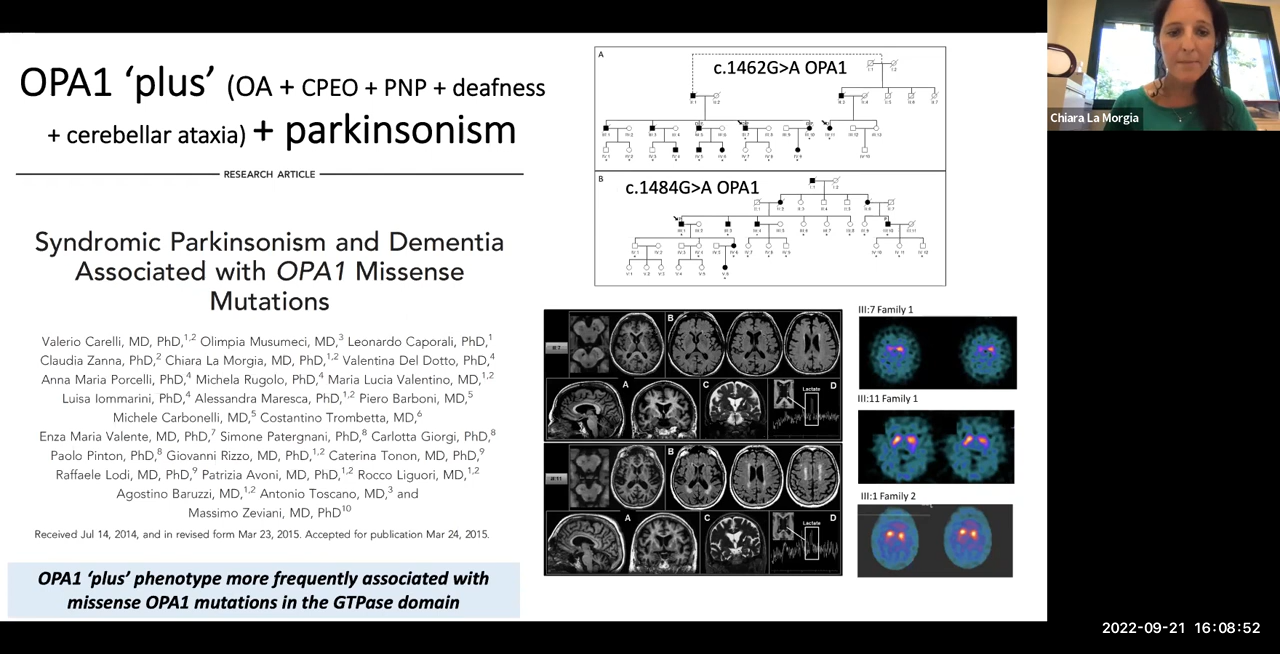 OPA1 ‘plus’ (OA + CPEO + PNP + deafness
+ cerebellar ataxia) + parkinsonism
RESEARCH ARTICLE
Syndromic Parkinsonism and Dementia
Associated with OPA1 Missense
Mutations
Valerio Carelli, MD, PhD,1,2 Olimpia Musumeci, MD,3 Leonardo Caporali, PhD,1
Claudia Zanna, PhD,2 Chiara La Morgia, MD, PhD,1,2 Valentina Del Dotto, PhD,4
Anna Maria Porcelli, PhD,4 Michela Rugolo, PhD,4 Maria Lucia Valentino, MD,1,2
Luisa Iommarini, PhD,4 Alessandra Maresca, PhD,1,2 Piero Barboni, MD,5
Michele Carbonelli, MD,5 Costantino Trombetta, MD,6
Enza Maria Valente, MD, PhD,7 Simone Patergnani, PhD,8 Carlotta Giorgi, PhD,8
Paolo Pinton, PhD,8 Giovanni Rizzo, MD, PhD,1,2 Caterina Tonon, MD, PhD,9
Raffaele Lodi, MD, PhD,9 Patrizia Avoni, MD, PhD,1,2 Rocco Liguori, MD,1,2
Agostino Baruzzi, MD,1,2 Antonio Toscano, MD,3 and
Massimo Zeviani, MD, PhD10
Received Jul 14, 2014, and in revised form Mar 23, 2015. Accepted for publication Mar 24, 2015.
OPA1 ‘plus’ phenotype more frequently associated with
missense OPA1 mutations in the GTPase domain
A
c.1462G>A OPA1
B
c.1484G>A OPA1
B
A
C
Lactate
D
B
A
C
Lactate
D
III:7 Family 1
III:11 Family 1
III:1 Family 2
Chiara La Morgia
2022-09-21 16:08:52